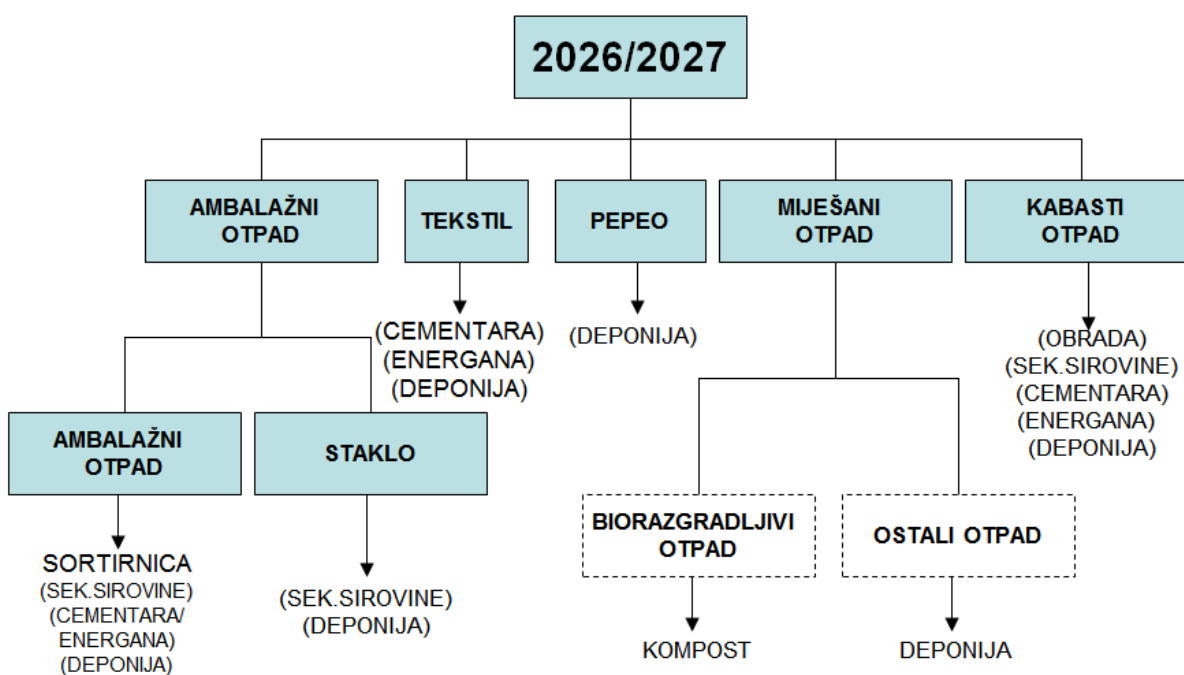 2026/2027
AMBALAŽNI
OTPAD
TEKSTIL
PEPEO
MIJEŠANI
OTPAD
KABASTI
OTPAD
(CEMENTARA)
(ENERGANA)
(DEPONIJA)
(DEPONIJA)
(OBRADA)
(SEK.SIROVINE)
(CEMENTARA)
(ENERGANA)
(DEPONIJA)
AMBALAŽNI
OTPAD
STAKLO
BIORAZGRADLJIVI
OTPAD
OSTALI OTPAD
SORTIRNICA
(SEK.SIROVINE)
(CEMENTARA/
ENERGANA)
(DEPONIJA)
(SEK.SIROVINE)
(DEPONIJA)
KOMPOST
DEPONIJA